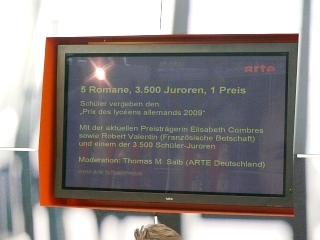 arte
5 Romane, 3.500 Juroren, 1 Preis
Schüler vergeben den
„Prix des lycéens allemands 2009"
Mit der aktuellen Preisträgerin Elisabeth Combres
sowie Robert Valentin (Französische Botschaft)
und einem der 3.500 Schüler-Juroren
Moderation: Thomas M. Salb (ARTE Deutschland)